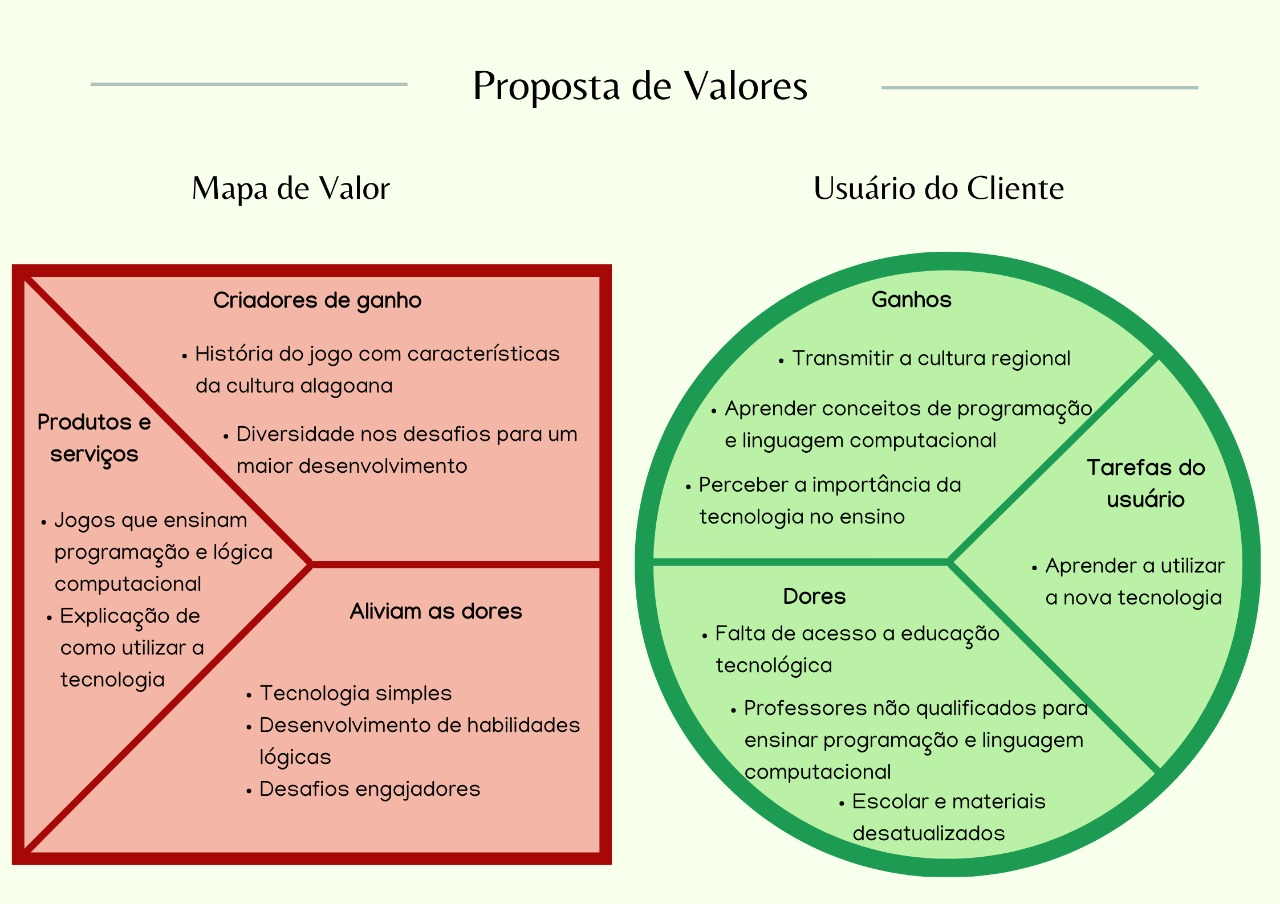 Proposta de Valores
Mapa de Valor
Usuário do Cliente
Criadores de ganho
• História do jogo com características
da cultura alagoana
• Diversidade nos desafios para um
maior desenvolvimento
Produtos e
serviços
• Jogos que ensinam
programação e lógica
computacional
• Explicação de
como utilizar a
tecnologia
Aliviam as dores
• Tecnologia simples
• Desenvolvimento de habilidades
lógicas
• Desafios engajadores
Ganhos
• Transmitir a cultura regional
• Aprender conceitos de programação
e linguagem computacional
• Perceber a importância da
tecnologia no ensino
Tarefas do
usuário
• Aprender a utilizar
a nova tecnologia
Dores
• Falta de acesso a educação
tecnológica
• Professores não qualificados para
ensinar programação e linguagem
computacional
• Escolar e materiais
desatualizados